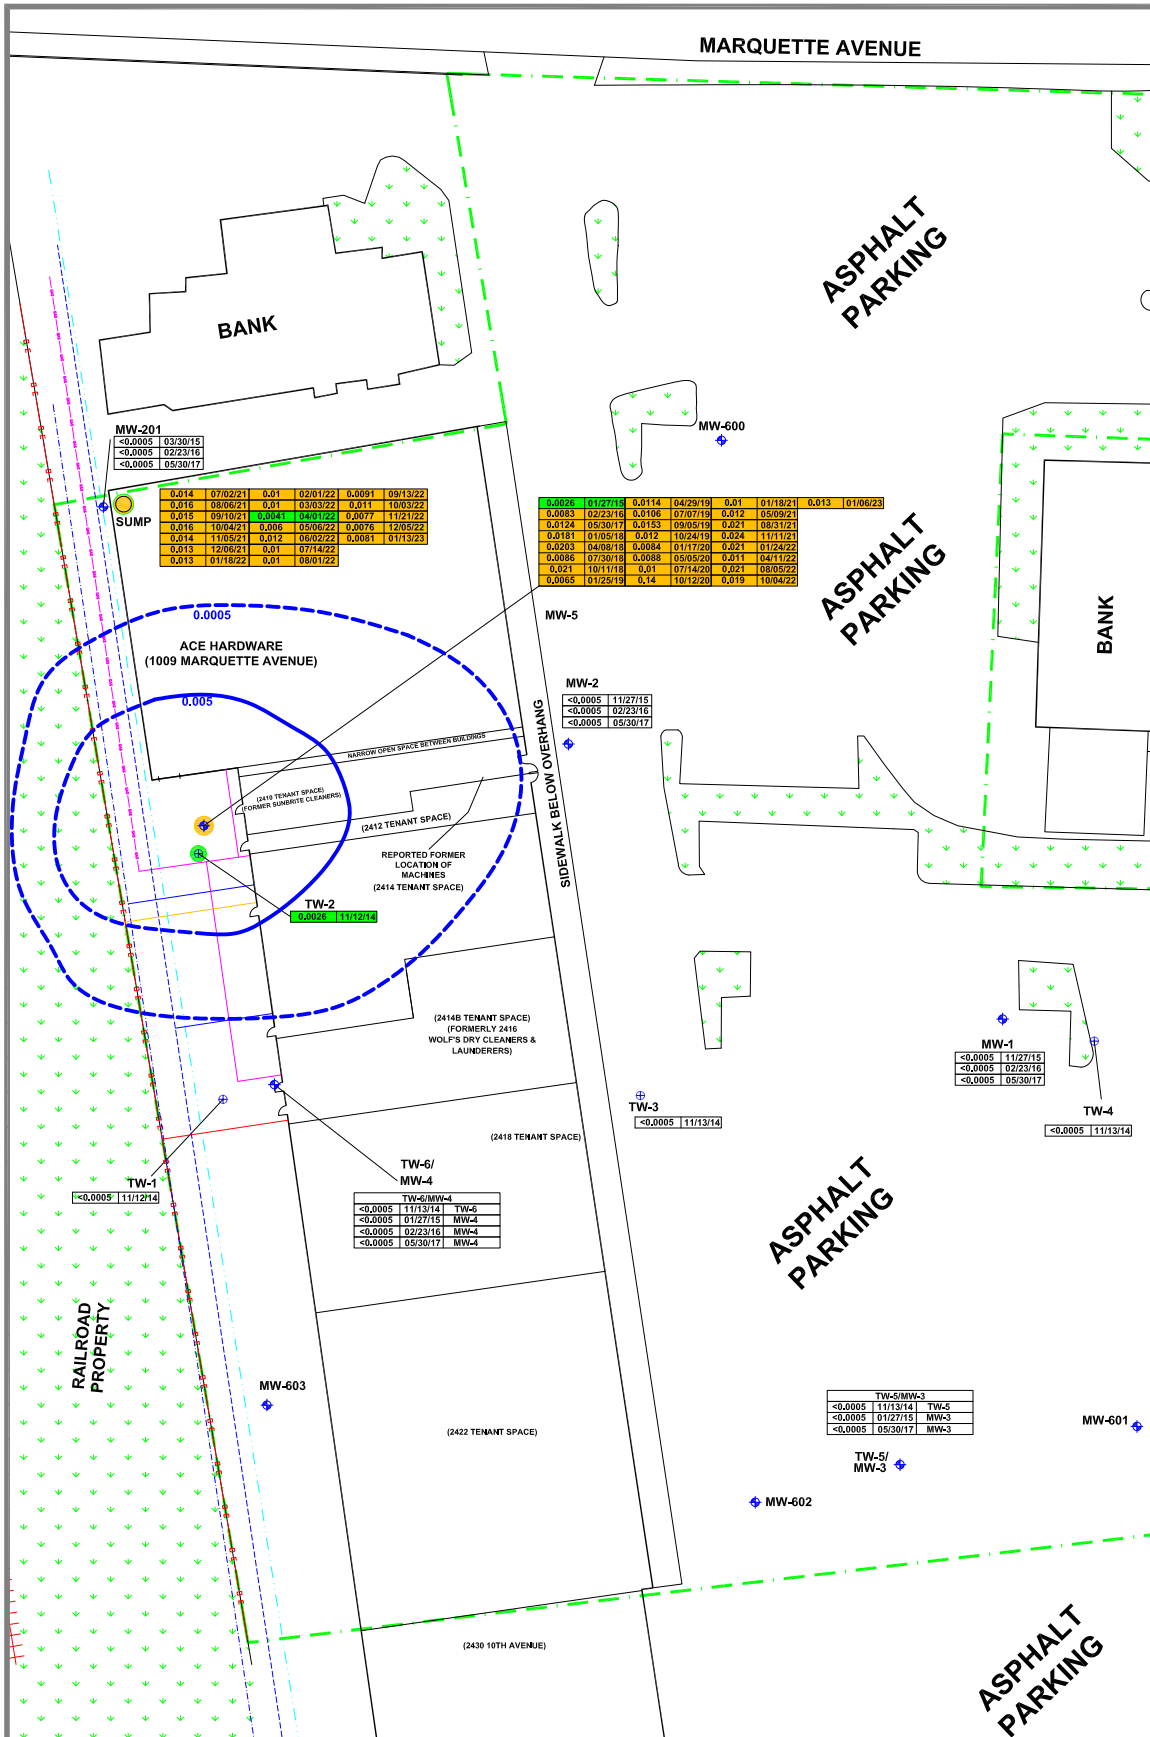 MARQUETTE AVENUE
ASPHALT
PARKING
BANK
MW-201
<0.0005 03/30/15
<0.0005 02/23/16
<0.0005 05/30/17
MW-600
SUMP
0.014 07/02/21 0.01 02/01/22 0.0091 09/13/22
0.016 08/06/21 0.01 03/03/22 0.011 10/03/22
0.015 09/10/21 0.0041 04/01/22 0.0077 11/21/22
0.016 10/04/21 0.006 05/06/22 0.0076 12/05/22
0.014 11/05/21 0.012 06/02/22 0.0081 01/13/23
0.013 12/06/21 0.01 07/14/22
0.013 01/18/22 0.01 08/01/22
0.0026 01/27/15 0.0114 04/29/19 0.01 01/18/21 0.013 01/06/23
0.0083 02/23/16 0.0106 07/07/19 0.012 05/09/21
0.0124 05/30/17 0.0153 09/05/19 0.021 08/31/21
0.0181 01/05/18 0.012 10/24/19 0.024 11/11/21
0.0203 04/08/18 0.0084 01/17/20 0.021 01/24/22
0.0086 07/30/18 0.0088 05/05/20 0.011 04/11/22
0.021 10/11/18 0.01 07/14/20 0.021 08/05/22
0.0065 01/25/19 0.14 10/12/20 0.019 10/04/22
MW-5
ASPHALT
PARKING
BANK
0.0005
ACE HARDWARE
(1009 MARQUETTE AVENUE)
0.005
MW-2
<0.0005 11/27/15
<0.0005 02/23/16
<0.0005 05/30/17
SIDEWALK BELOW OVERHANG
NARROW OPEN SPACE BETWEEN BUILDINGS
(2410 TENANT SPACE)
(FORMER SUNBRITE CLEANERS)
(2412 TENANT SPACE)
REPORTED FORMER
LOCATION OF
MACHINES
(2414 TENANT SPACE)
TW-2
0.0026 11/12/14
(2414B TENANT SPACE)
(FORMERLY 2416
WOLF'S DRY CLEANERS &
LAUNDERERS)
MW-1
<0.0005 11/27/15
<0.0005 02/23/16
<0.0005 05/30/17
TW-3
<0.0005 11/13/14
TW-4
<0.0005 11/13/14
(2418 TENANT SPACE)
TW-1
<0.0005 11/12/14
TW-6/
MW-4
TW-6/MW-4
<0.0005 11/13/14 TW-6
<0.0005 01/27/15 MW-4
<0.0005 02/23/16 MW-4
<0.0005 05/30/17 MW-4
ASPHALT
PARKING
RAILROAD
PROPERTY
MW-603
(2422 TENANT SPACE)
TW-5/MW-3
<0.0005 11/13/14 TW-5
<0.0005 01/27/15 MW-3
<0.0005 05/30/17 MW-3
TW-5/
MW-3
MW-601
MW-602
(2430 10TH AVENUE)
ASPHALT
PARKING